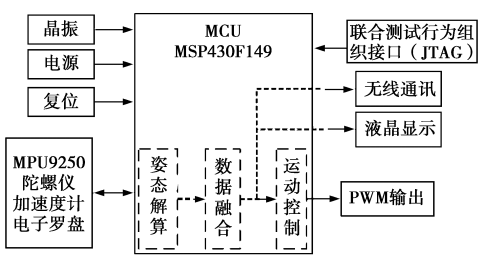 晶振
电源
复位
MPU9250
陀螺仪
加速度计
电子罗盘
MCU
MSP430F149
姿态解算
数据融合
运动控制
联合测试行为组
织接口（JTAG）
无线通讯
液晶显示
PWM输出